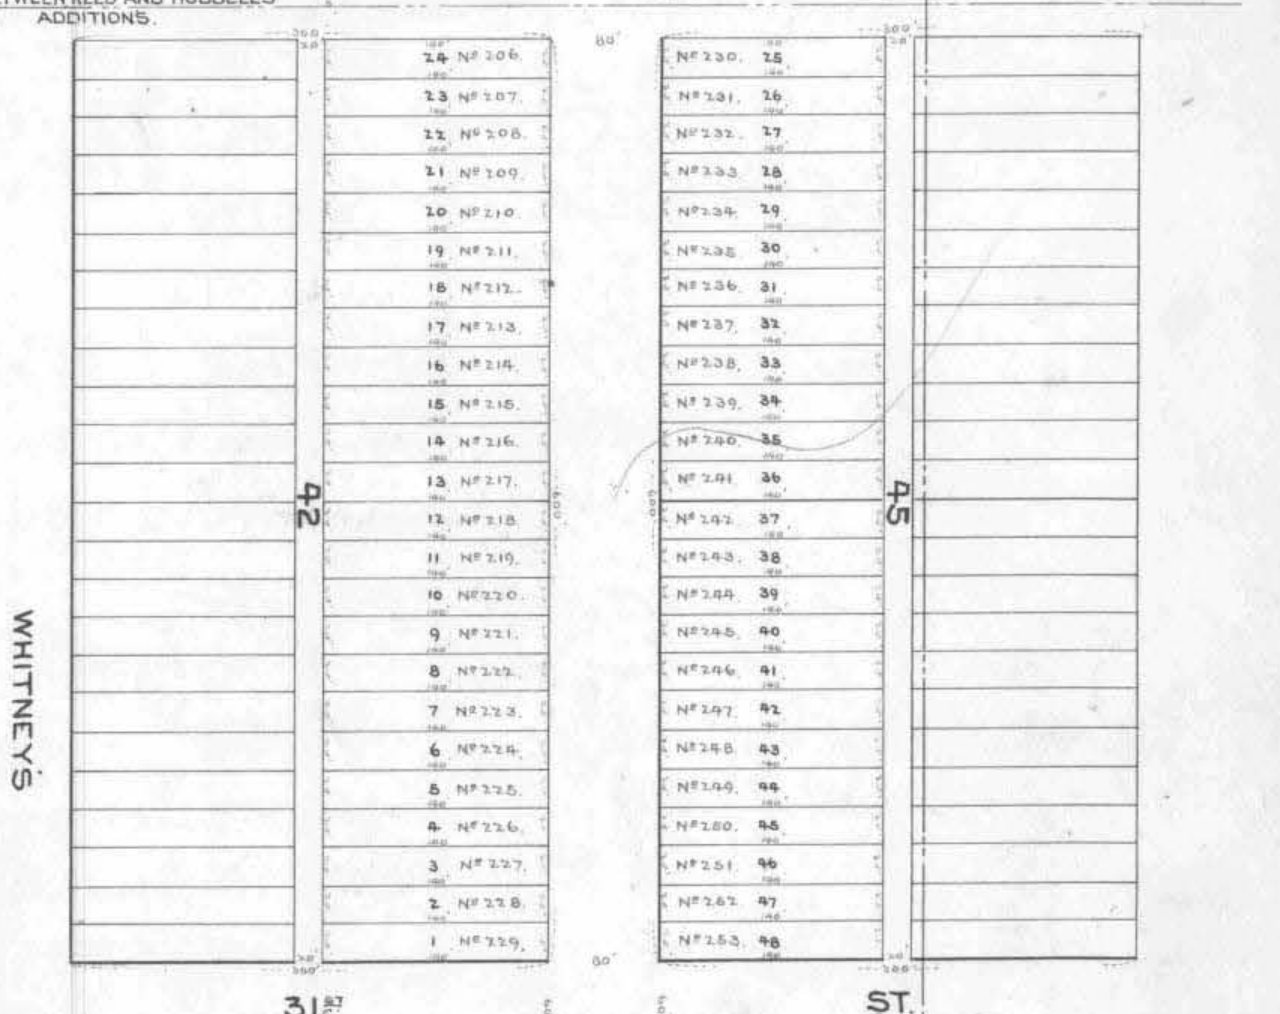 ADDITIONS.
24 Nº 206.
23 Nº 207.
22 Nº 208.
21 Nº 209.
20 Nº 210.
19 Nº 211.
18 Nº 212.
17 Nº 213.
16 Nº 214.
15 Nº 215.
14 Nº 216.
13 Nº 217.
12 Nº 218.
11 Nº 219.
10 Nº 220.
9 Nº 221.
8 Nº 222.
7 Nº 223.
6 Nº 224.
5 Nº 225.
4 Nº 226.
3 Nº 227.
2 Nº 228.
1 Nº 229.
80'
80'
Nº 230. 25
Nº 231. 26
Nº 232. 27
Nº 233 28
Nº 234. 29
Nº 235 30
Nº 236. 31
Nº 237. 32
Nº 238. 33
Nº 239. 34
Nº 240. 35
Nº 241 36
Nº 242. 37
Nº 243. 38
Nº 244. 39
Nº 245. 40
Nº 246. 41
Nº 247. 42
Nº 248. 43
Nº 249. 44
Nº 250. 45
Nº 251. 46
Nº 252. 47
Nº 253. 48
42
45
WHITNEY'S
31ST ST.